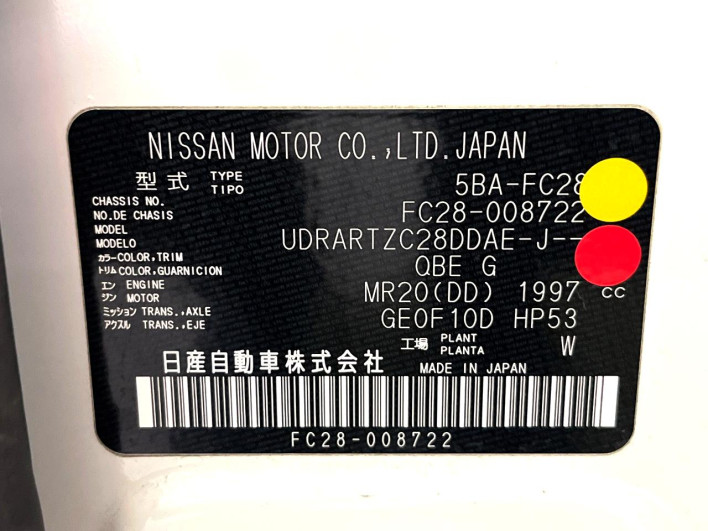 NISSAN MOTOR CO.,LTD.JAPAN
型式 TYPE TIPO 5BA-FC28
CHASSIS NO. NO.DE CHASIS FC28-008722
MODEL MODELO UDRARTZC28DDAE-J--
カラー COLOR,TRIM トリム COLOR,GUARNICION QBE G
エンジン ENGINE MOTOR MR20(DD) 1997 CC
ミッション TRANS.,AXLE アクスル TRANS.,EJE GE0F10D HP53
工場 PLANT PLANTA W
日産自動車株式会社 MADE IN JAPAN
FC28-008722